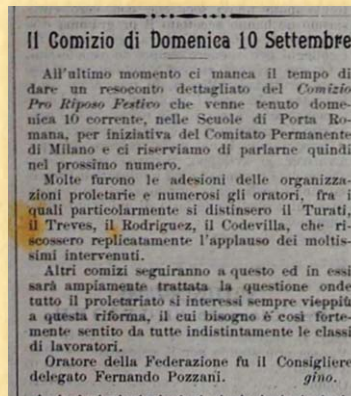 Il Comizio di Domenica 10 Settembre
All'ultimo momento ci manca il tempo di
dare un resoconto dettagliato del Comizio
Pro Riposo Festivo che venne tenuto dome-
nica 10 corrente, nelle Scuole di Porta Ro-
mana, per iniziativa del Comitato Permanente
di Milano e ci riserviamo di parlarne quindi
nel prossimo numero.
Molte furono le adesioni delle organizza-
zioni proletarie e numerosi gli oratori, fra i
quali particolarmente si distinsero il Turati,
il Treves, il Rodriguez, il Codevilla, che ri-
scossero replicatamente l'applauso dei moltis-
simi intervenuti.
Altri comizi seguiranno a questo ed in essi
sarà ampiamente trattata la questione onde
tutto il proletariato si interessi sempre vieppiù
a questa riforma, il cui bisogno è così forte-
mente sentito da tutte indistintamente le classi
di lavoratori.
Oratore della Federazione fu il Consigliere
delegato Fernando Pozzani. gino.